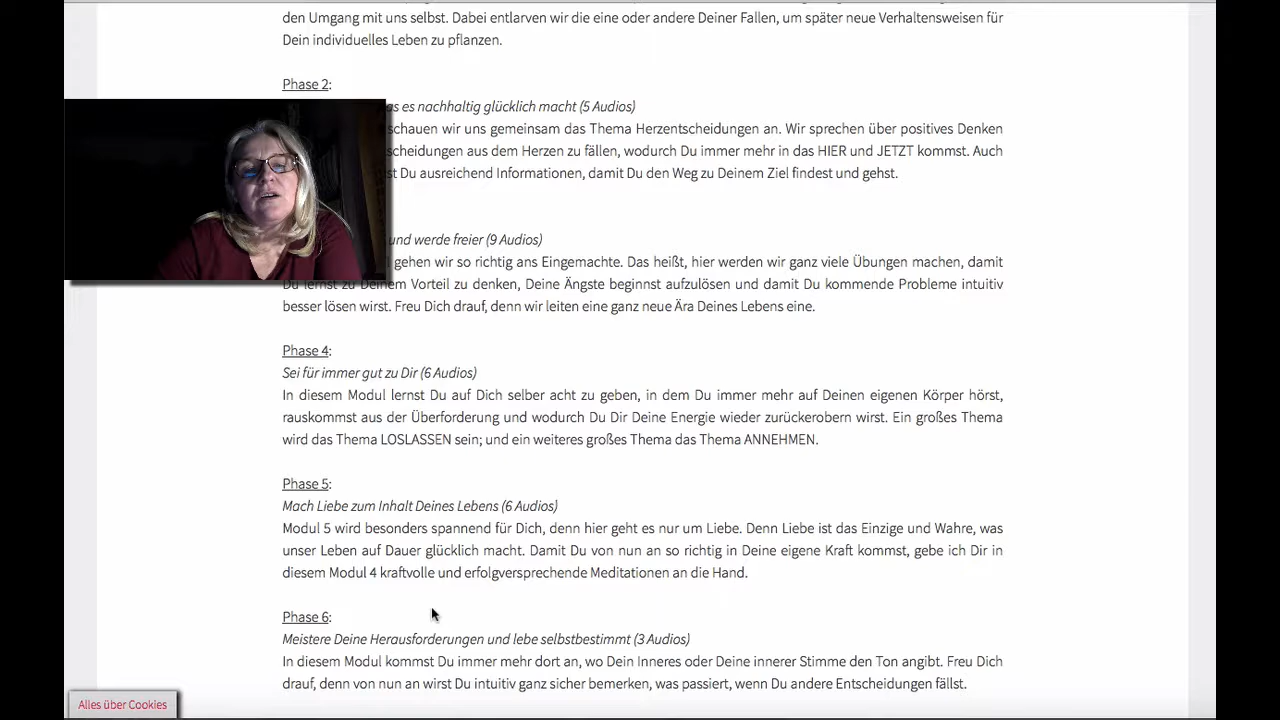 den Umgang mit uns selbst. Dabei entlarven wir die eine oder andere Deiner Fallen, um später neue Verhaltensweisen für
Dein individuelles Leben zu pflanzen.
Phase 2:
es nachhaltig glücklich macht (5 Audios)
schauen wir uns gemeinsam das Thema Herzentscheidungen an. Wir sprechen über positives Denken
scheidungen aus dem Herzen zu fällen, wodurch Du immer mehr in das HIER und JETZT kommst. Auch
st Du ausreichend Informationen, damit Du den Weg zu Deinem Ziel findest und gehst.
und werde freier (9 Audios)
gehen wir so richtig ans Eingemachte. Das heißt, hier werden wir ganz viele Übungen machen, damit
Du lernst zu Deinem Vorteil zu denken, Deine Ängste beginnst aufzulösen und damit Du kommende Probleme intuitiv
besser lösen wirst. Freu Dich drauf, denn wir leiten eine ganz neue Ära Deines Lebens eine.
Phase 4:
Sei für immer gut zu Dir (6 Audios)
In diesem Modul lernst Du auf Dich selber acht zu geben, in dem Du immer mehr auf Deinen eigenen Körper hörst,
rauskommst aus der Überforderung und wodurch Du Dir Deine Energie wieder zurückerobern wirst. Ein großes Thema
wird das Thema LOSLASSEN sein; und ein weiteres großes Thema das Thema ANNEHMEN.
Phase 5:
Mach Liebe zum Inhalt Deines Lebens (6 Audios)
Modul 5 wird besonders spannend für Dich, denn hier geht es nur um Liebe. Denn Liebe ist das Einzige und Wahre, was
unser Leben auf Dauer glücklich macht. Damit Du von nun an so richtig in Deine eigene Kraft kommst, gebe ich Dir in
diesem Modul 4 kraftvolle und erfolgversprechende Meditationen an die Hand.
Phase 6:
Meistere Deine Herausforderungen und lebe selbstbestimmt (3 Audios)
In diesem Modul kommst Du immer mehr dort an, wo Dein Inneres oder Deine innerer Stimme den Ton angibt. Freu Dich
drauf, denn von nun an wirst Du intuitiv ganz sicher bemerken, was passiert, wenn Du andere Entscheidungen fällst.
Alles über Cookies